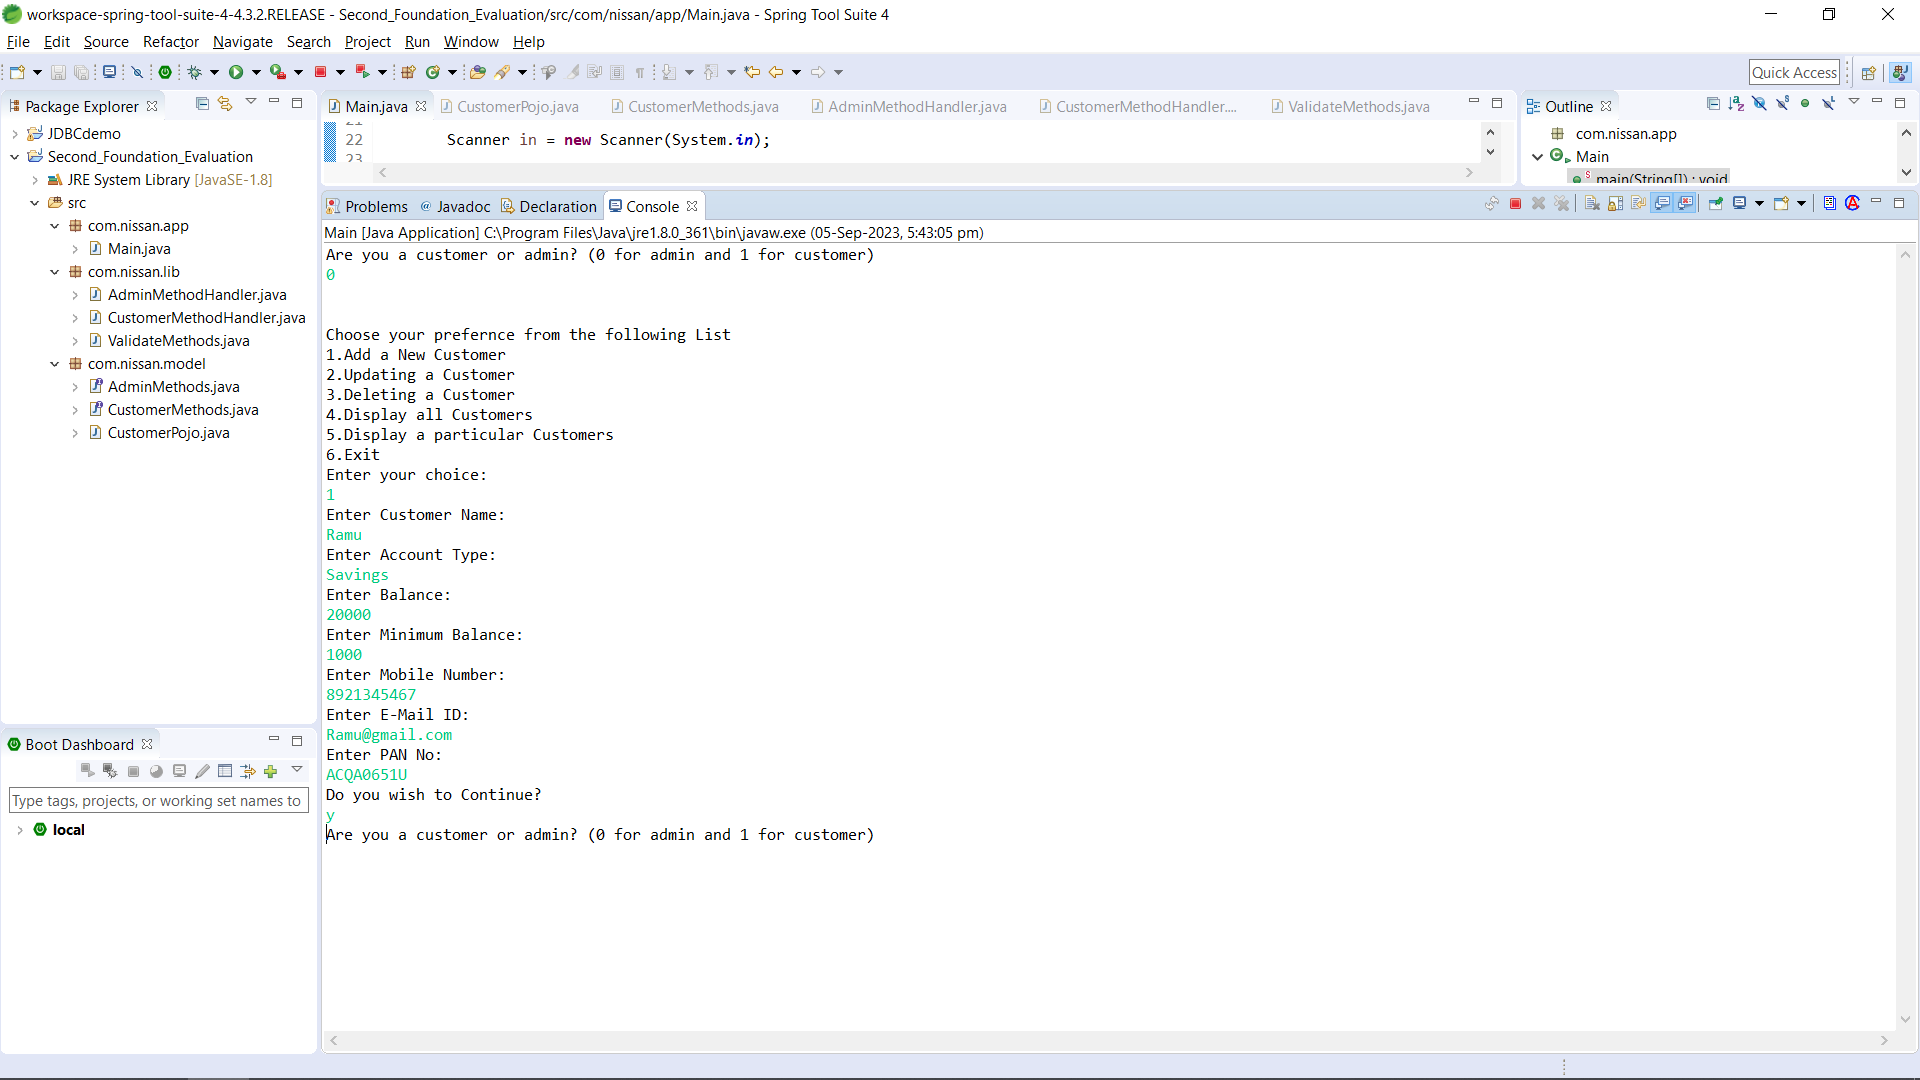 workspace-spring-tool-suite-4-4.3.2.RELEASE - Second_Foundation_Evaluation/src/com/nissan/app/Main.java - Spring Tool Suite 4
File Edit Source Refactor Navigate Search Project Run Window Help
Quick Access
Package Explorer
JDBCdemo
Second_Foundation_Evaluation
JRE System Library [JavaSE-1.8]
src
com.nissan.app
Main.java
com.nissan.lib
AdminMethodHandler.java
CustomerMethodHandler.java
ValidateMethods.java
com.nissan.model
AdminMethods.java
CustomerMethods.java
CustomerPojo.java
Boot Dashboard
Type tags, projects, or working set names to
local
Main.java CustomerPojo.java CustomerMethods.java AdminMethodHandler.java CustomerMethodHandler.... ValidateMethods.java
21
22 Scanner in = new Scanner(System.in);
23
Outline
com.nissan.app
Main
main(String[]) : void
Problems @ Javadoc Declaration Console
Main [Java Application] C:\Program Files\Java\jre1.8.0_361\bin\javaw.exe (05-Sep-2023, 5:43:05 pm)
Are you a customer or admin? (0 for admin and 1 for customer)
0
Choose your prefernce from the following List
1.Add a New Customer
2.Updating a Customer
3.Deleting a Customer
4.Display all Customers
5.Display a particular Customers
6.Exit
Enter your choice:
1
Enter Customer Name:
Ramu
Enter Account Type:
Savings
Enter Balance:
20000
Enter Minimum Balance:
1000
Enter Mobile Number:
8921345467
Enter E-Mail ID:
Ramu@gmail.com
Enter PAN No:
ACQA0651U
Do you wish to Continue?
y
Are you a customer or admin? (0 for admin and 1 for customer)